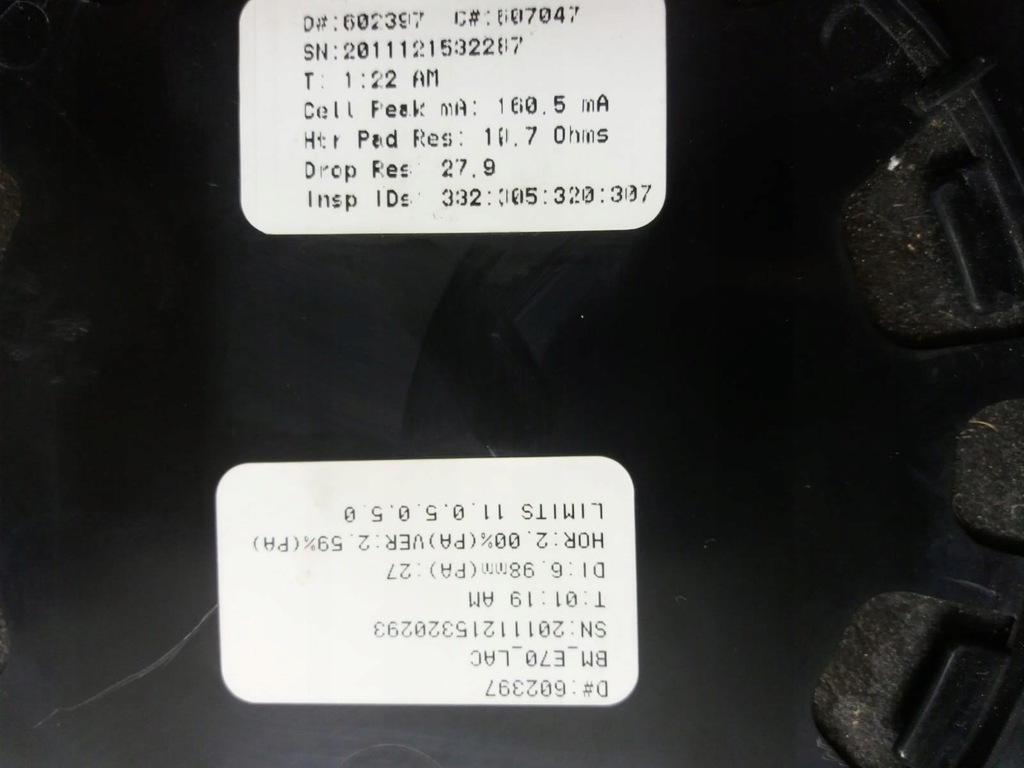 D#:602397 C#:607047
SN:2011121532287
T: 1:22 AM
Cell Peak mA: 160.5 mA
Htr Pad Res: 10.7 Ohms
Drop Res: 27.9
Insp IDs: 332:305:320:307
D#:602397
BM_E70_LAC
SN:20111215320293
T:01:19 AM
DI:6.98mm(PA):27
HOR:2.00%(PA)VER:2.59%(PA)
LIMITS 11.0.5.0.5.0